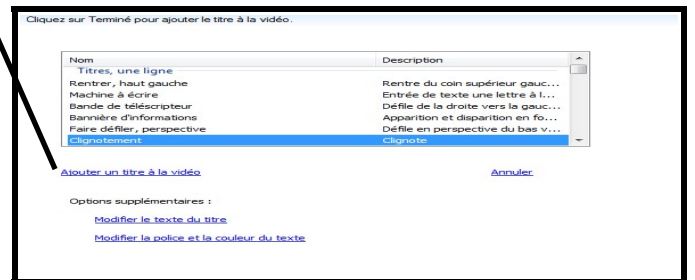 Cliquez sur Terminé pour ajouter le titre à la vidéo.
Nom Description
Titres, une ligne
Rentrer, haut gauche Rentre du coin supérieur gauc...
Machine à écrire Entrée de texte une lettre à l...
Bande de téléscripteur Défile de la droite vers la gauc...
Bannière d'informations Apparition et disparition en fo...
Faire défiler, perspective Défile en perspective du bas v...
Clignotement Clignote
Ajouter un titre à la vidéo Annuler
Options supplémentaires :
Modifier le texte du titre
Modifier la police et la couleur du texte